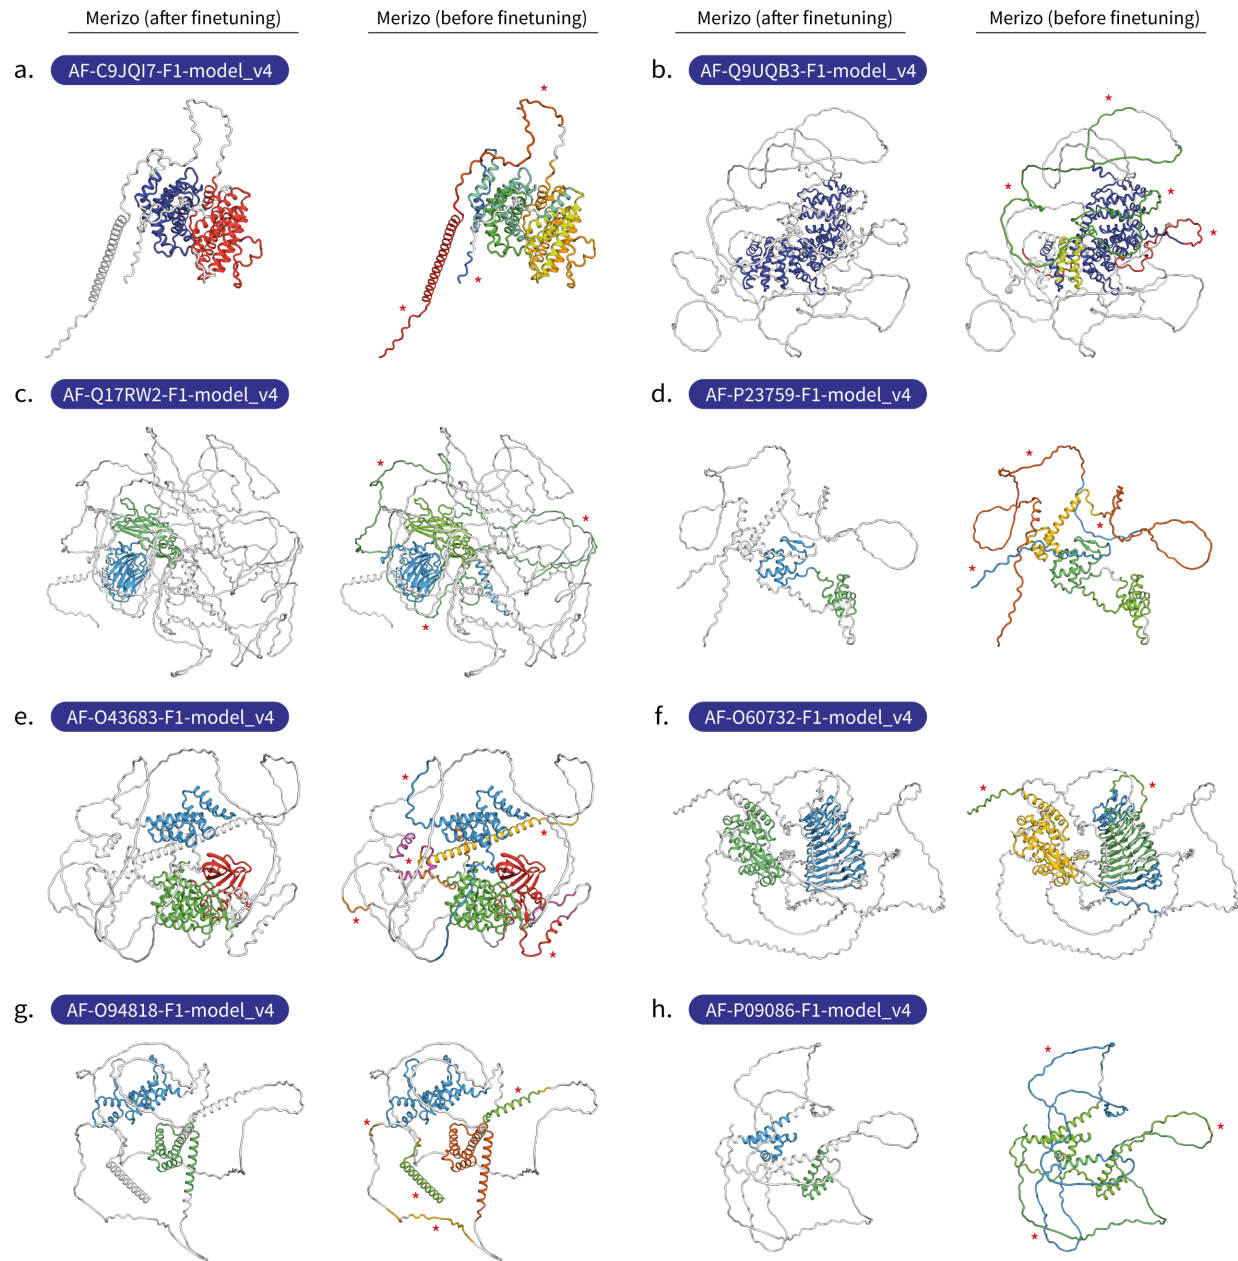 Merizo (after finetuning) Merizo (before finetuning) Merizo (after finetuning) Merizo (before finetuning)
a. AF-C9JQI7-F1-model_v4 * * *
b. AF-Q9UQB3-F1-model_v4 * * * *
c. AF-Q17RW2-F1-model_v4 * * *
d. AF-P23759-F1-model_v4 * * *
e. AF-O43683-F1-model_v4 * * * * *
f. AF-O60732-F1-model_v4 * *
g. AF-O94818-F1-model_v4 * * * *
h. AF-P09086-F1-model_v4 * * *